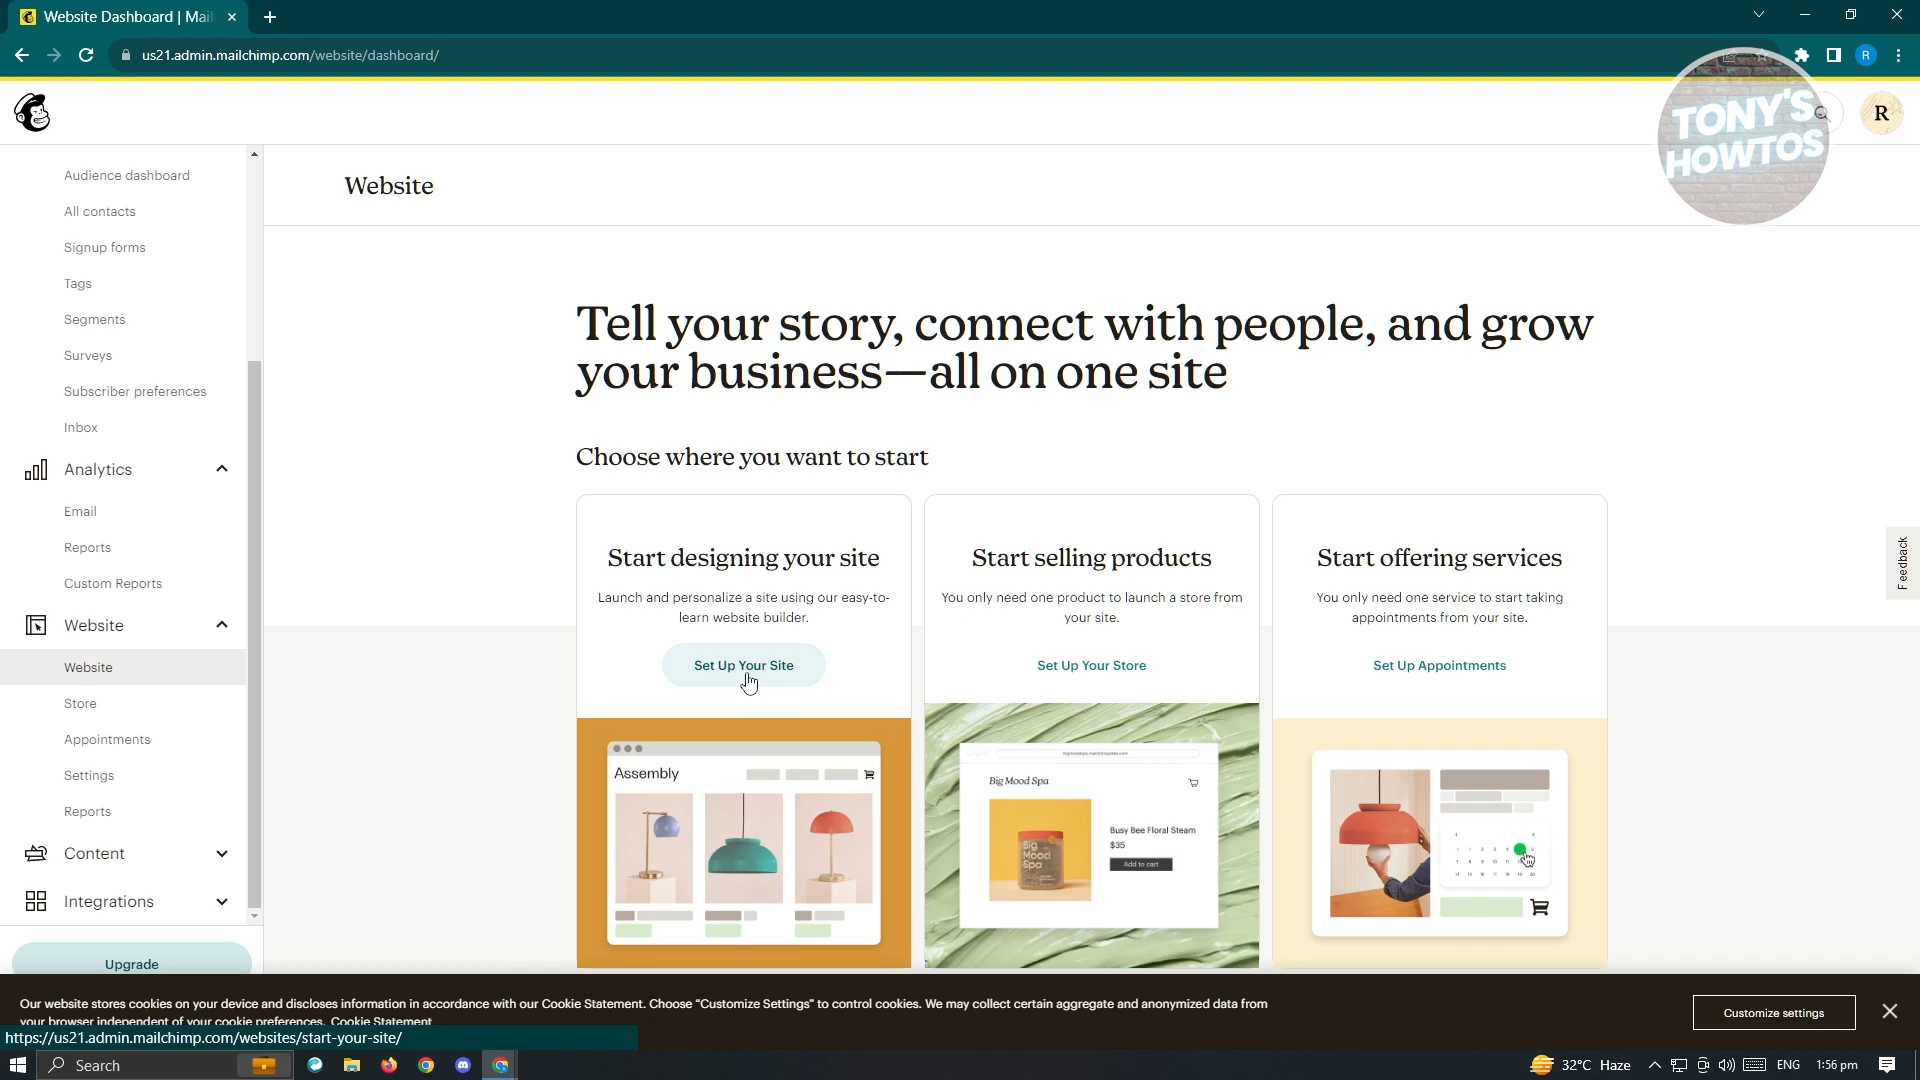 Website Dashboard | Mail
us21.admin.mailchimp.com/website/dashboard/
R
TONY'S
HOWTOS
R
Audience dashboard
All contacts
Signup forms
Tags
Segments
Surveys
Subscriber preferences
Inbox
Analytics
Email
Reports
Custom Reports
Website
Website
Store
Appointments
Settings
Reports
Content
Integrations
Upgrade
Website
Tell your story, connect with people, and grow
your business—all on one site
Choose where you want to start
Start designing your site
Launch and personalize a site using our easy-to-
learn website builder.
Set Up Your Site
Assembly
Start selling products
You only need one product to launch a store from
your site.
Set Up Your Store
Big Mood Spa
Big
Mood
Spa
Busy Bee Floral Steam
$35
Add to cart
Start offering services
You only need one service to start taking
appointments from your site.
Set Up Appointments
Feedback
Our website stores cookies on your device and discloses information in accordance with our Cookie Statement. Choose “Customize Settings” to control cookies. We may collect certain aggregate and anonymized data from
your browser independent of your cookie preferences. Cookie Statement
Customize settings
https://us21.admin.mailchimp.com/websites/start-your-site/
Search
32°C Haze
ENG
1:56 pm